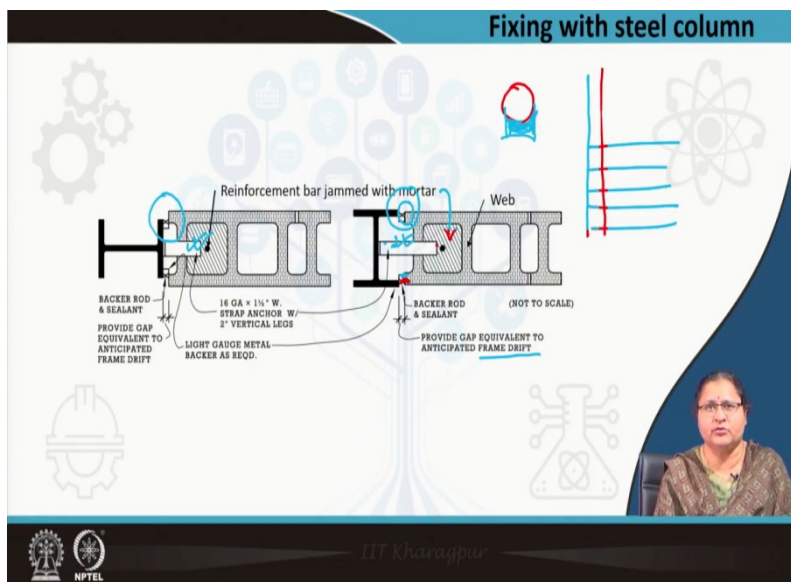 Fixing with steel column
Reinforcement bar jammed with mortar
Web
BACKER ROD
& SEALANT
PROVIDE GAP
EQUIVALENT TO
ANTICIPATED
FRAME DRIFT
16 GA × 1½" W.
STRAP ANCHOR W/
2" VERTICAL LEGS
LIGHT GAUGE METAL
BACKER AS REQD.
BACKER ROD
& SEALANT
(NOT TO SCALE)
PROVIDE GAP EQUIVALENT TO
ANTICIPATED FRAME DRIFT
NPTEL
IIT Kharagpur